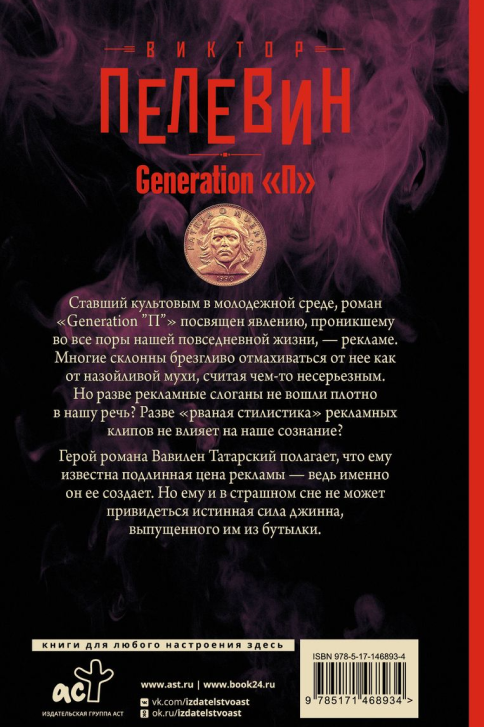 ВИКТОР
ПЕЛЕВИН
Generation «П»
Ставший культовым в молодежной среде, роман
«Generation ”П”» посвящен явлению, проникшему
во все поры нашей повседневной жизни, — рекламе.
Многие склонны брезгливо отмахиваться от нее как
от назойливой мухи, считая чем-то несерьезным.
Но разве рекламные слоганы не вошли плотно
в нашу речь? Разве «рваная стилистика» рекламных
клипов не влияет на наше сознание?
Герой романа Вавилен Татарский полагает, что ему
известна подлинная цена рекламы — ведь именно
он ее создает. Но ему и в страшном сне не может
привидеться истинная сила джинна,
выпущенного им из бутылки.
книги для любого настроения здесь
аст
ИЗДАТЕЛЬСКАЯ ГРУППА АСТ
www.ast.ru | www.book24.ru
vk.com/izdatelstvoast
ok.ru/izdatelstvoast
ISBN 978-5-17-146893-4
9785171468934>